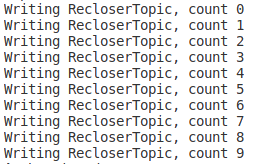 Writing RecloserTopic, count 0
Writing RecloserTopic, count 1
Writing RecloserTopic, count 2
Writing RecloserTopic, count 3
Writing RecloserTopic, count 4
Writing RecloserTopic, count 5
Writing RecloserTopic, count 6
Writing RecloserTopic, count 7
Writing RecloserTopic, count 8
Writing RecloserTopic, count 9